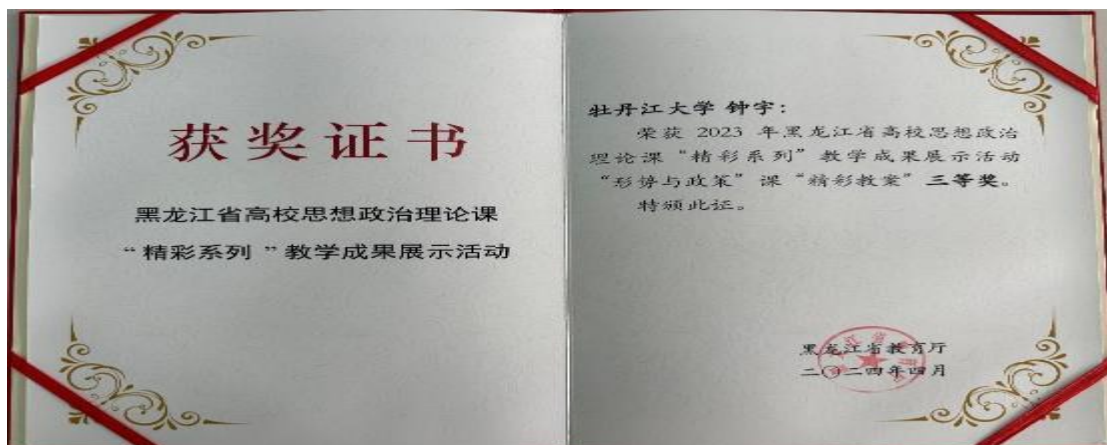 获奖证书
黑龙江省高校思想政治理论课
“精彩系列”教学成果展示活动
牡丹江大学 钟宇：
荣获 2023 年黑龙江省高校思想政治
理论课“精彩系列”教学成果展示活动
“形势与政策”课“精彩教案”三等奖。
特颁此证。
黑龙江省教育厅
二〇二四年四月